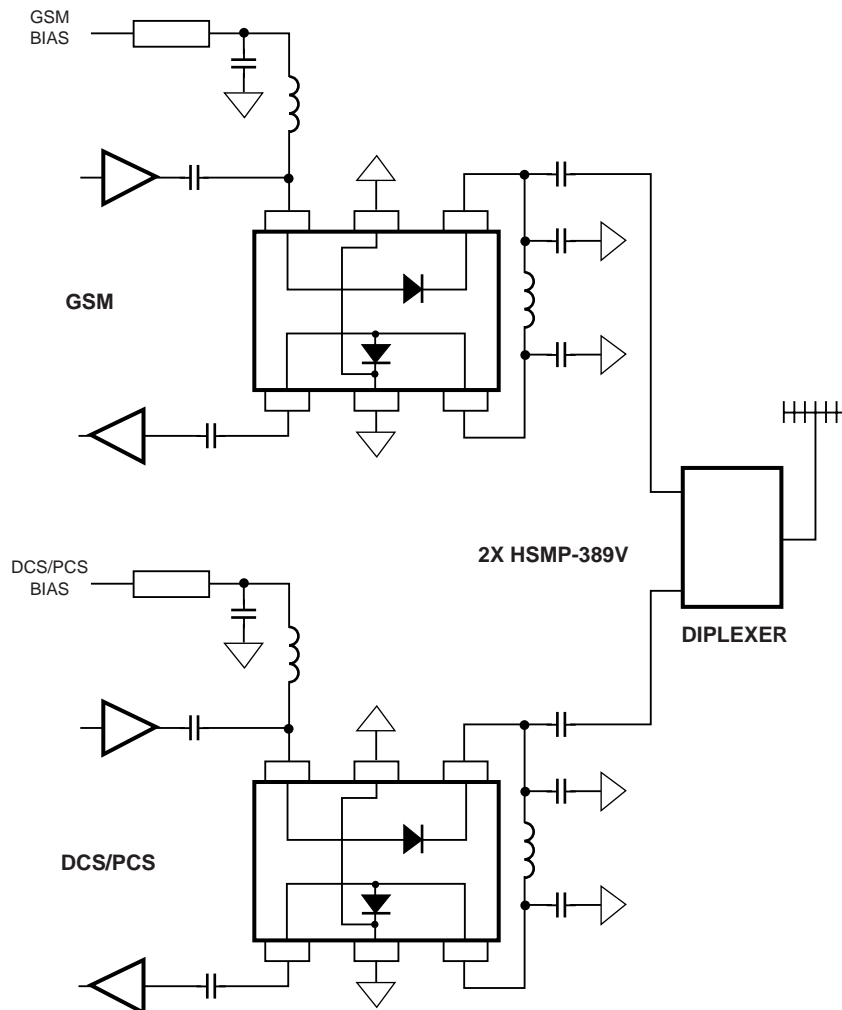 GSM
BIAS
GSM
2X HSMP-389V
DCS/PCS
BIAS
DIPLEXER
DCS/PCS